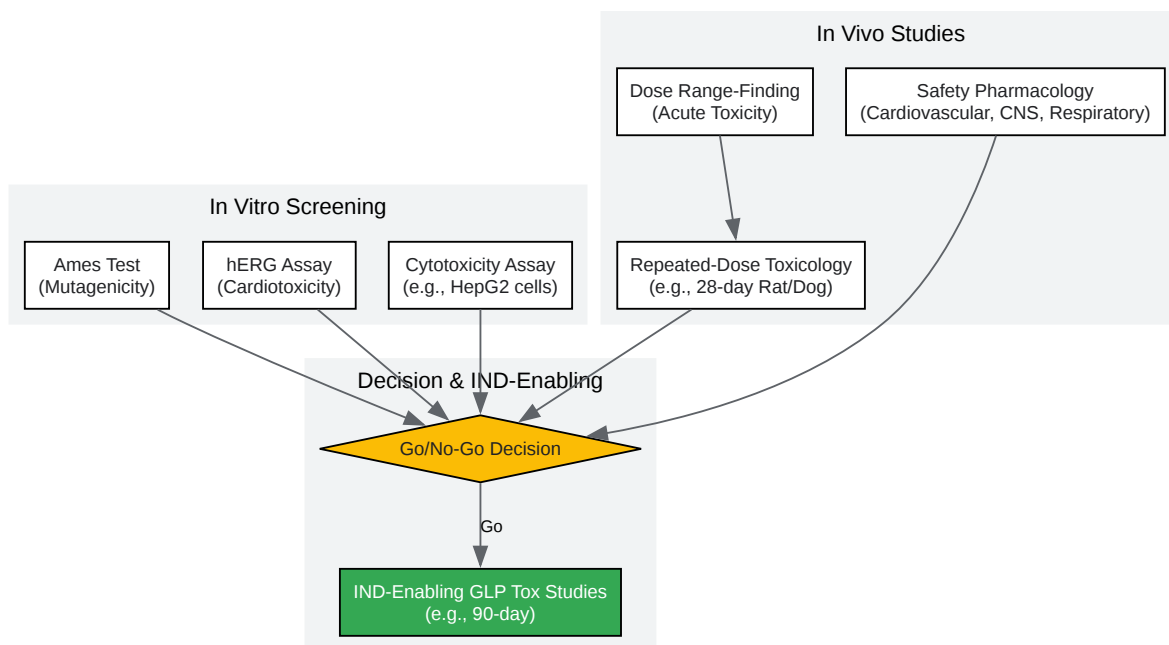 In Vivo Studies
Dose Range-Finding
(Acute Toxicity)
Safety Pharmacology
(Cardiovascular, CNS, Respiratory)
In Vitro Screening
Ames Test
(Mutagenicity)
hERG Assay
(Cardiotoxicity)
Cytotoxicity Assay
(e.g., HepG2 cells)
Repeated-Dose Toxicology
(e.g., 28-day Rat/Dog)
Decision & IND-Enabling
Go/No-Go Decision
Go
IND-Enabling GLP Tox Studies
(e.g., 90-day)